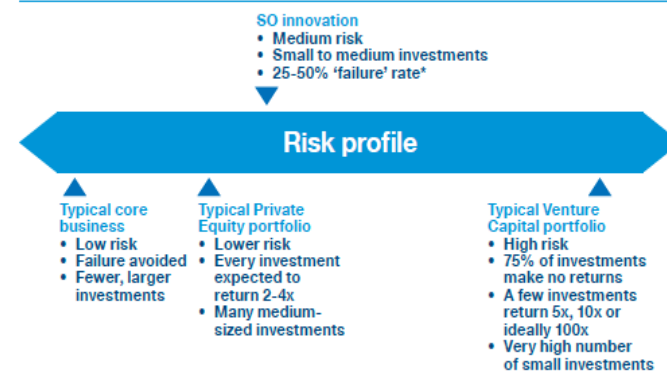 SO innovation
• Medium risk
• Small to medium investments
• 25-50% ‘failure’ rate*
Risk profile
Typical core
business
• Low risk
• Failure avoided
• Fewer, larger
investments
Typical Private
Equity portfolio
• Lower risk
• Every investment
expected to
return 2-4x
• Many medium-
sized investments
Typical Venture
Capital portfolio
• High risk
• 75% of investments
make no returns
• A few investments
return 5x, 10x or
ideally 100x
• Very high number
of small investments